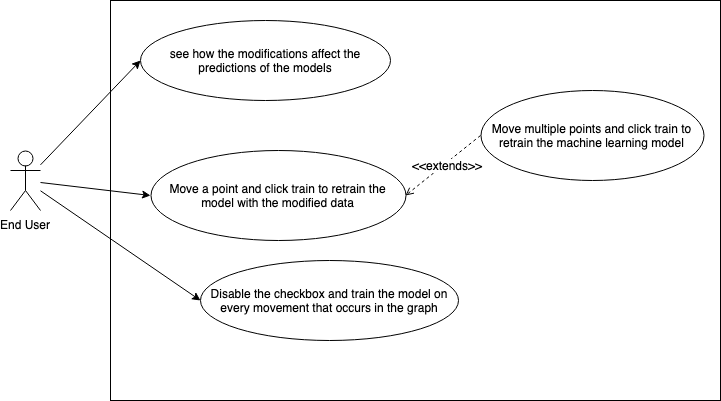 see how the modifications affect the
predictions of the models
Move multiple points and click train to
retrain the machine learning model
<<extends>>
Move a point and click train to retrain the
model with the modified data
End User
Disable the checkbox and train the model on
every movement that occurs in the graph